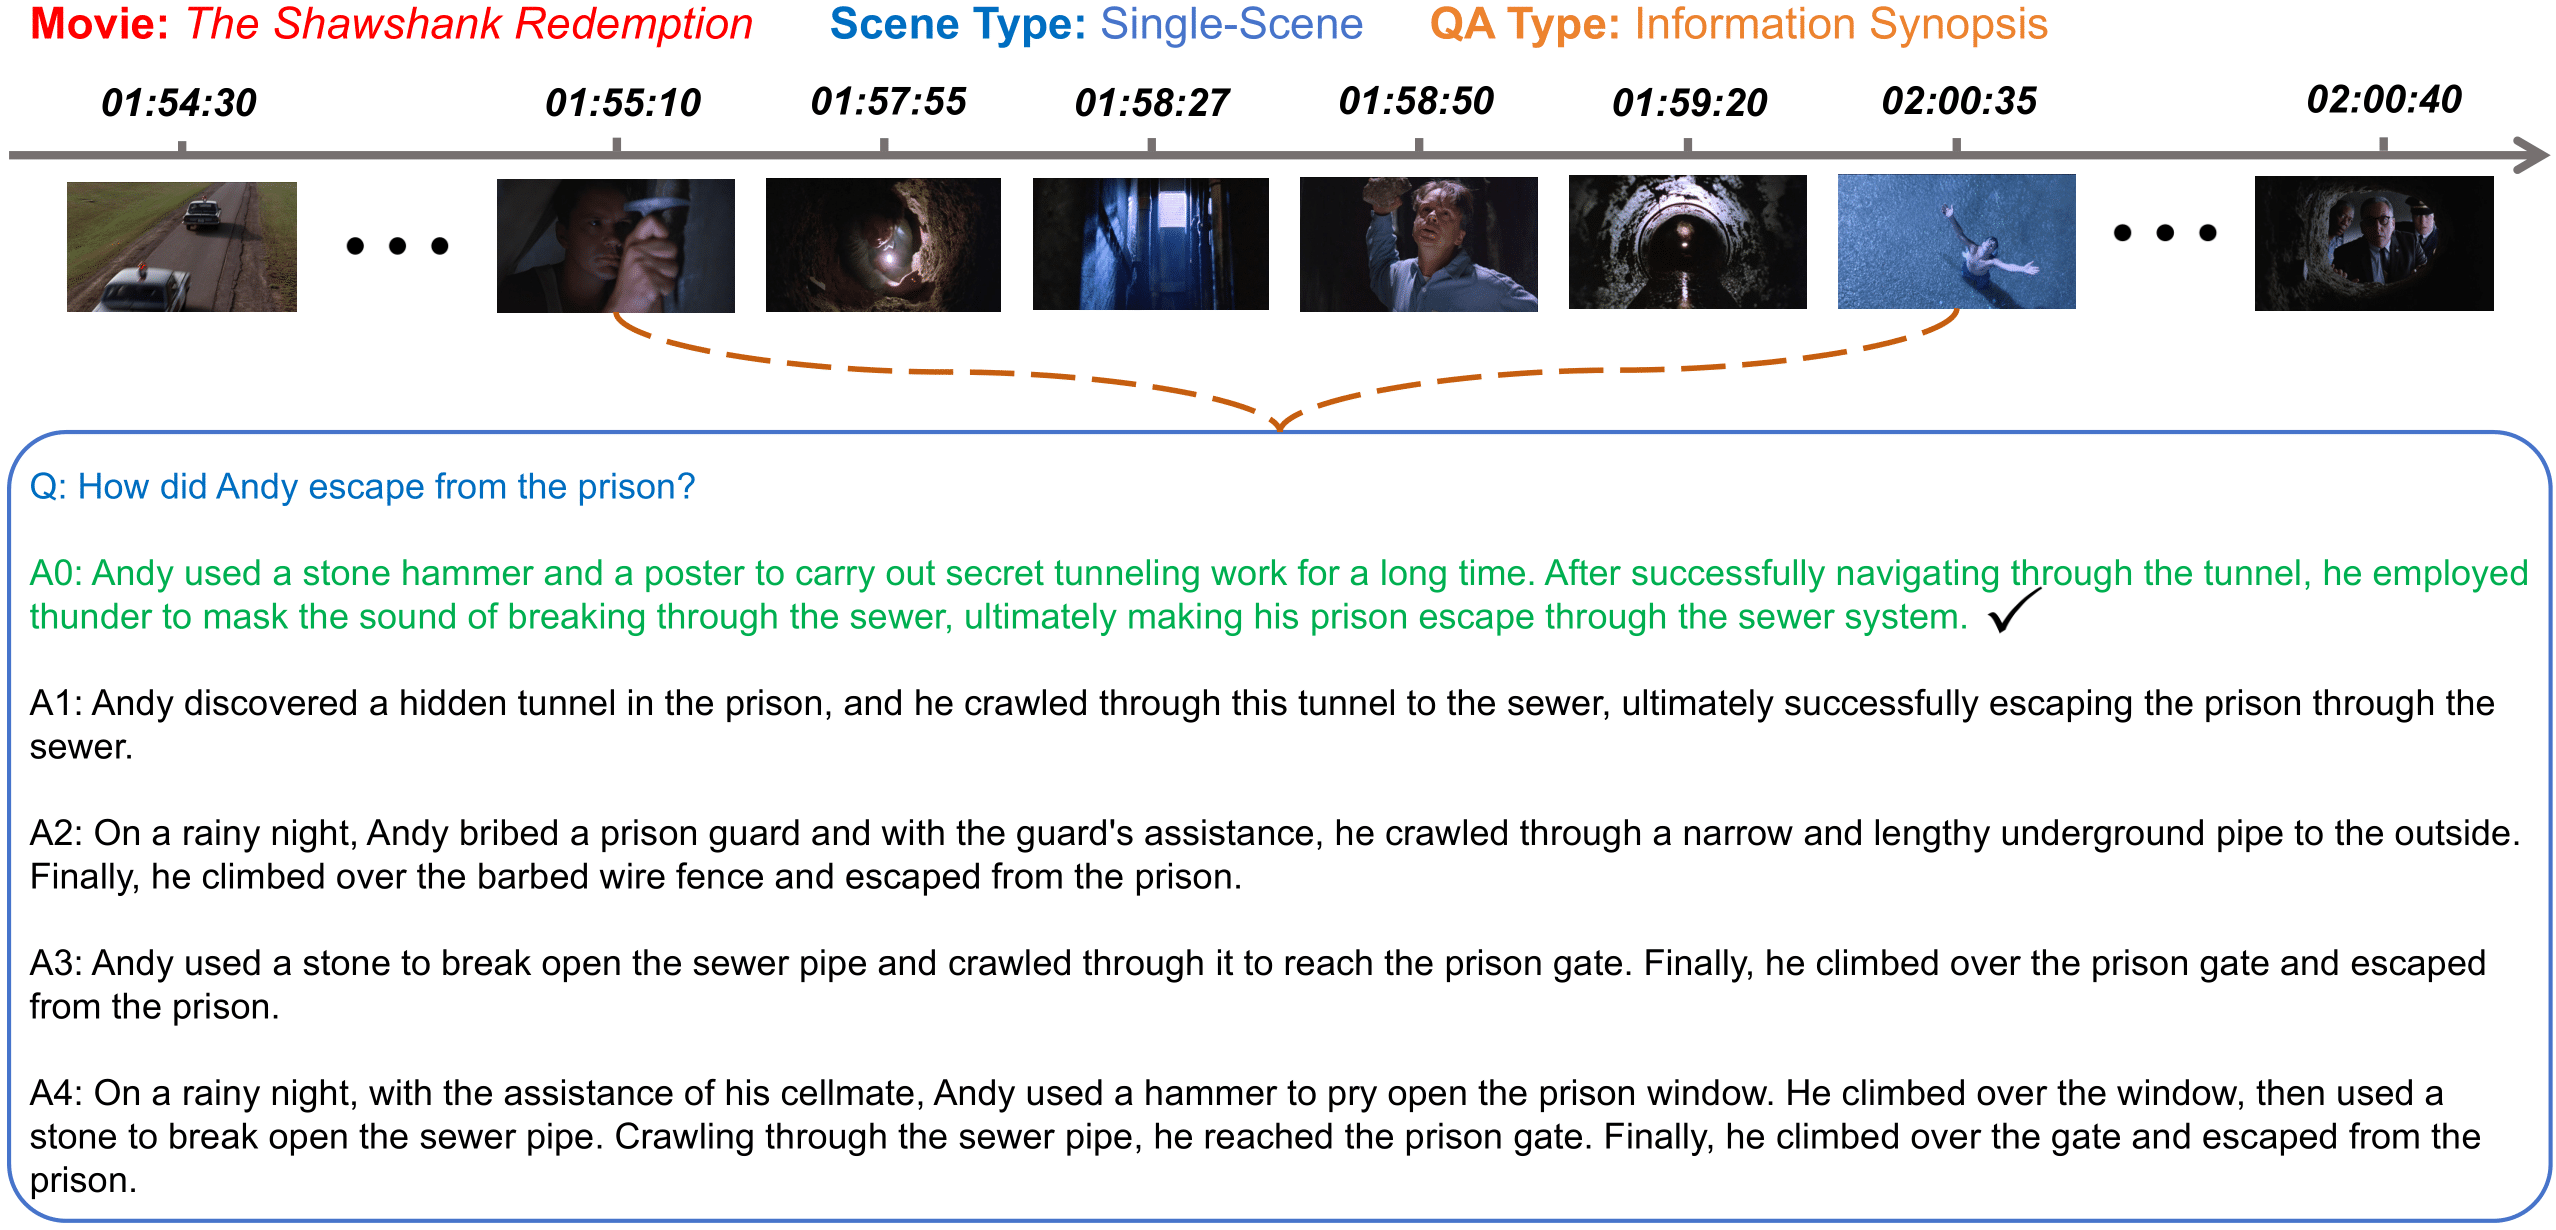 Movie: The Shawshank Redemption Scene Type: Single-Scene QA Type: Information Synopsis
01:54:30 01:55:10 01:57:55 01:58:27 01:58:50 01:59:20 02:00:35 02:00:40
Q: How did Andy escape from the prison?
A0: Andy used a stone hammer and a poster to carry out secret tunneling work for a long time. After successfully navigating through the tunnel, he employed
thunder to mask the sound of breaking through the sewer, ultimately making his prison escape through the sewer system.
A1: Andy discovered a hidden tunnel in the prison, and he crawled through this tunnel to the sewer, ultimately successfully escaping the prison through the
sewer.
A2: On a rainy night, Andy bribed a prison guard and with the guard's assistance, he crawled through a narrow and lengthy underground pipe to the outside.
Finally, he climbed over the barbed wire fence and escaped from the prison.
A3: Andy used a stone to break open the sewer pipe and crawled through it to reach the prison gate. Finally, he climbed over the prison gate and escaped
from the prison.
A4: On a rainy night, with the assistance of his cellmate, Andy used a hammer to pry open the prison window. He climbed over the window, then used a
stone to break open the sewer pipe. Crawling through the sewer pipe, he reached the prison gate. Finally, he climbed over the gate and escaped from the
prison.